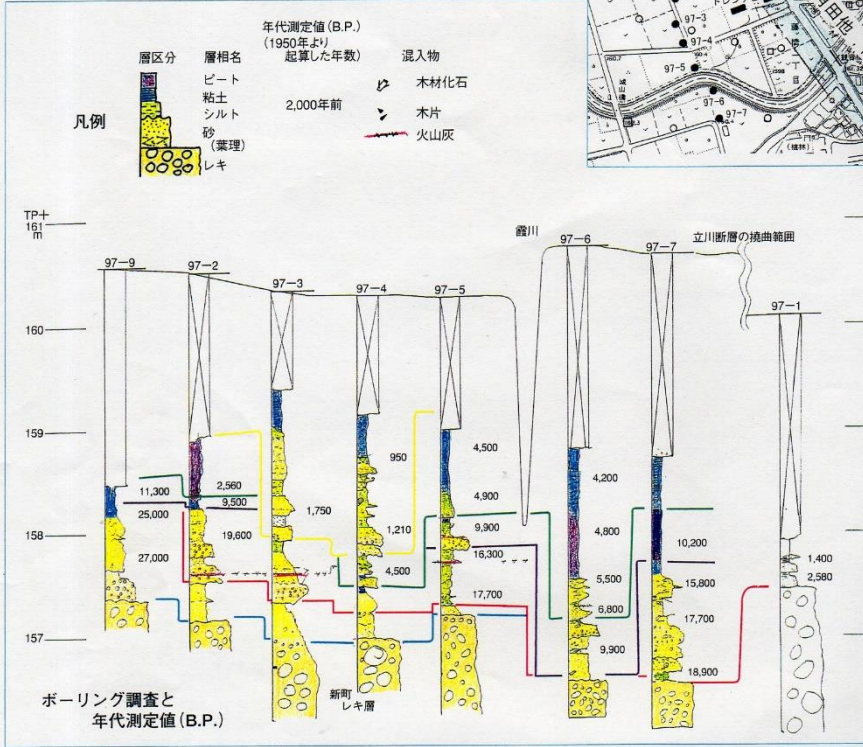 年代測定値(B.P.)
(1950年より
層区分 層相名 起算した年数) 混入物
凡例
ピート
粘土
シルト
砂
(葉理)
レキ
2,000年前
木材化石
木片
火山灰
97-3
97-4
97-5
97-6
97-7
城山橋
(植林)
TP+
161
m
160
159
158
157
霞川
立川断層の撓曲範囲
97-9
97-2
97-3
97-4
97-5
97-6
97-7
97-1
11,300
25,000
27,000
2,560
9,500
19,600
1,750
950
1,210
4,500
4,500
4,900
9,900
16,300
17,700
4,200
4,800
5,500
6,800
9,900
10,200
15,800
17,700
18,900
1,400
2,580
新町
レキ層
ボーリング調査と
年代測定値(B.P.)